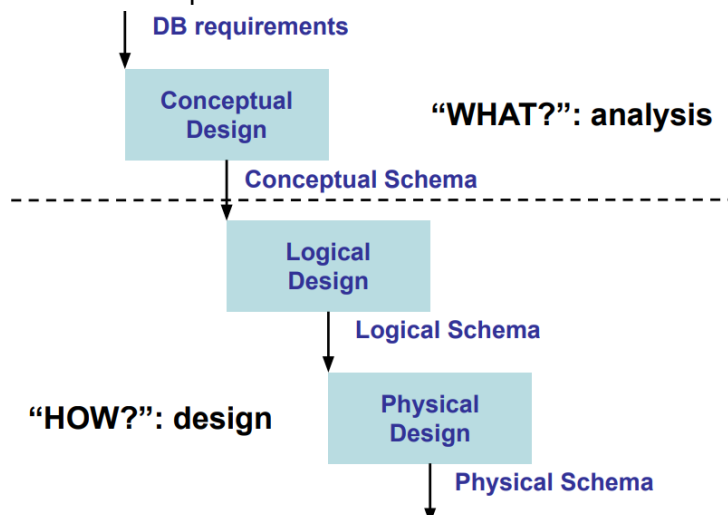 DB requirements
Conceptual
Design
“WHAT?”: analysis
Conceptual Schema
Logical
Design
Logical Schema
“HOW?”: design
Physical
Design
Physical Schema